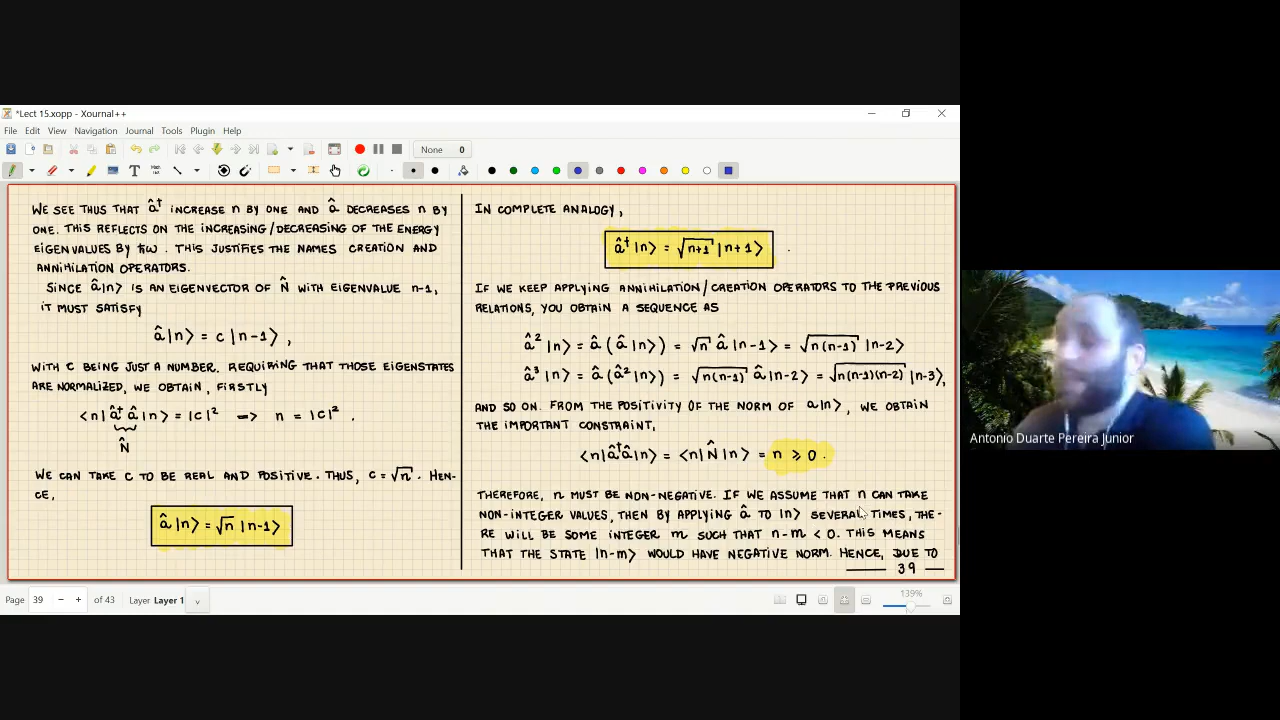 *Lect 15.xopp - Xournal++
File Edit View Navigation Journal Tools Plugin Help
None 0
WE SEE THUS THAT â† INCREASE n BY ONE AND â DECREASES n BY
ONE. THIS REFLECTS ON THE INCREASING/DECREASING OF THE ENERGY
EIGENVALUES BY ħω. THIS JUSTIFIES THE NAMES CREATION AND
ANNIHILATION OPERATORS.
SINCE â|n⟩ IS AN EIGENVECTOR OF N̂ WITH EIGENVALUE n-1,
IT MUST SATISFY
â|n⟩ = c|n-1⟩,
WITH C BEING JUST A NUMBER. REQUIRING THAT THOSE EIGENSTATES
ARE NORMALIZED, WE OBTAIN, FIRSTLY
⟨n|â†â|n⟩ = |c|² → n = |c|².
N̂
WE CAN TAKE C TO BE REAL AND POSITIVE. THUS, C = √n. HEN-
CE,
â|n⟩ = √n |n-1⟩
IN COMPLETE ANALOGY,
â†|n⟩ = √(n+1) |n+1⟩ .
IF WE KEEP APPLYING ANNIHILATION/CREATION OPERATORS TO THE PREVIOUS
RELATIONS, YOU OBTAIN A SEQUENCE AS
â²|n⟩ = â(â|n⟩) = √n â|n-1⟩ = √(n(n-1)) |n-2⟩
â³|n⟩ = â(â²|n⟩) = √(n(n-1)) â|n-2⟩ = √(n(n-1)(n-2)) |n-3⟩,
AND SO ON. FROM THE POSITIVITY OF THE NORM OF a|n⟩, WE OBTAIN
THE IMPORTANT CONSTRAINT,
⟨n|â†â|n⟩ = ⟨n|N̂|n⟩ = n ⩾ 0.
THEREFORE, n MUST BE NON-NEGATIVE. IF WE ASSUME THAT n CAN TAKE
NON-INTEGER VALUES, THEN BY APPLYING â TO |n⟩ SEVERAL TIMES, THE-
RE WILL BE SOME INTEGER m SUCH THAT n-m < 0. THIS MEANS
THAT THE STATE |n-m⟩ WOULD HAVE NEGATIVE NORM. HENCE, DUE TO
39
Page 39 of 43 Layer Layer 1
139%
Antonio Duarte Pereira Junior